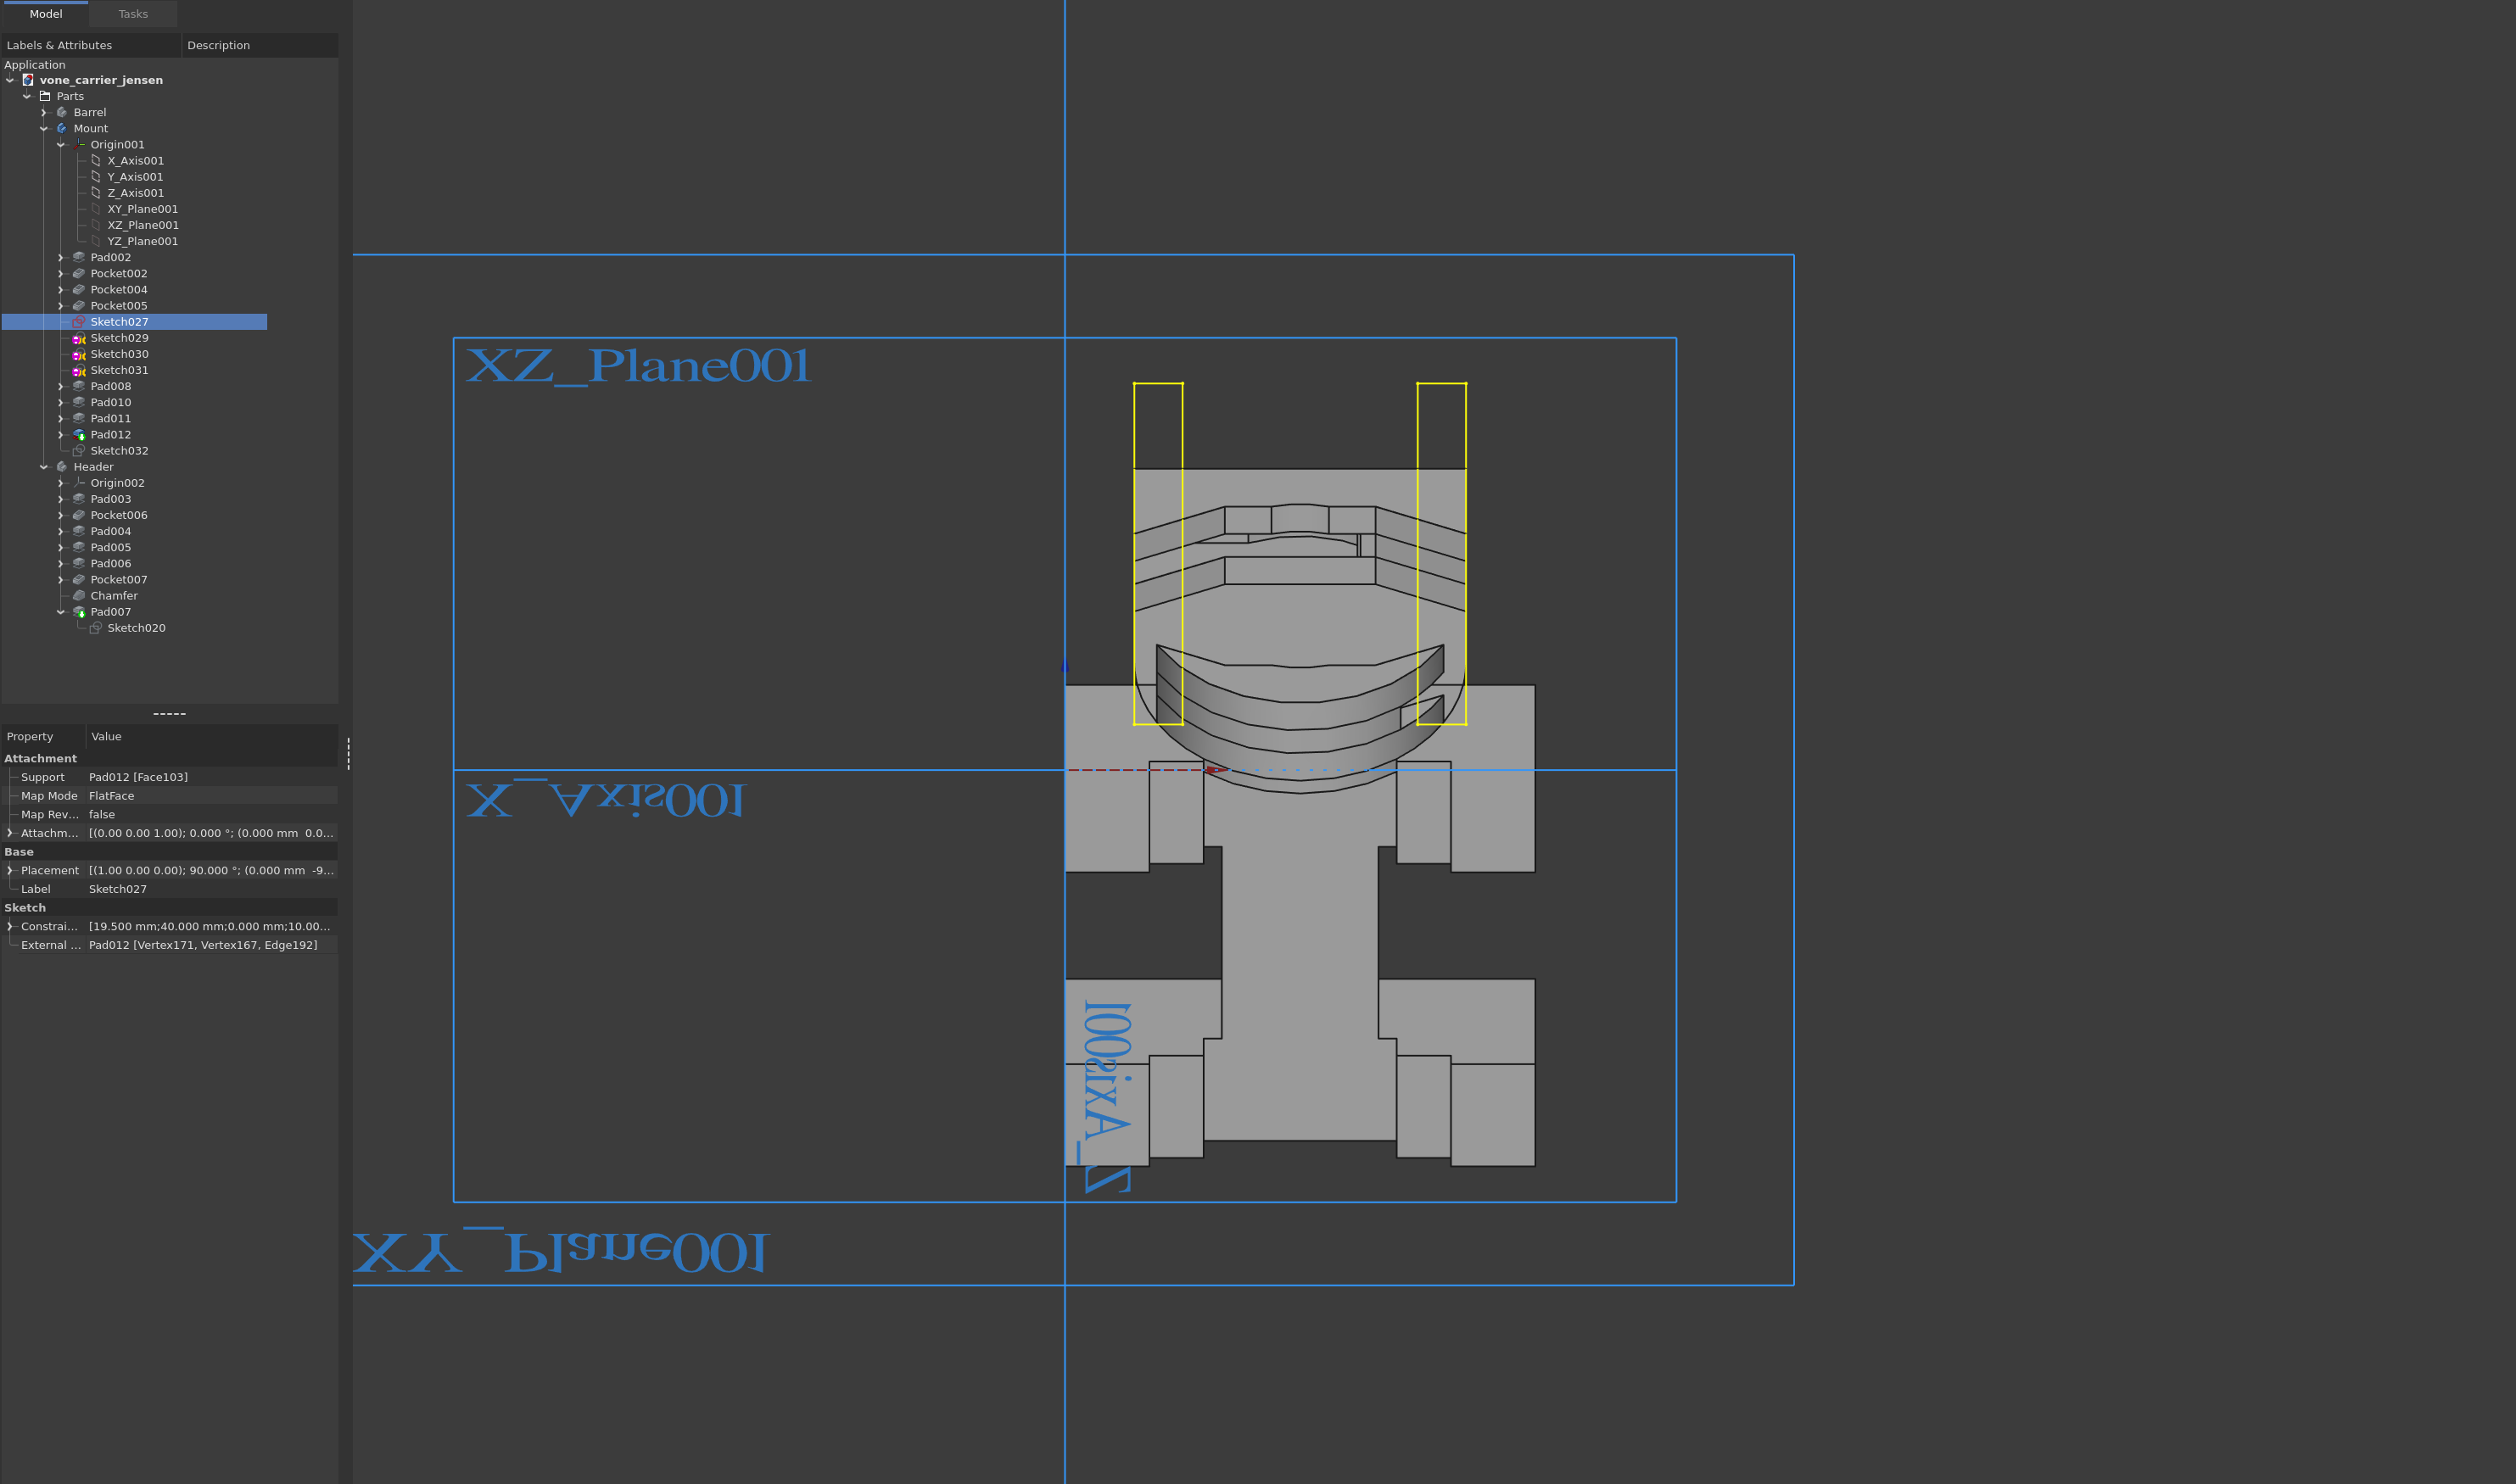 Model Tasks
Labels & Attributes Description
Application
vone_carrier_jensen
Parts
Barrel
Mount
Origin001
X_Axis001
Y_Axis001
Z_Axis001
XY_Plane001
XZ_Plane001
YZ_Plane001
Pad002
Pocket002
Pocket004
Pocket005
Sketch027
Sketch029
Sketch030
Sketch031
Pad008
Pad010
Pad011
Pad012
Sketch032
Header
Origin002
Pad003
Pocket006
Pad004
Pad005
Pad006
Pocket007
Chamfer
Pad007
Sketch020
Property Value
Attachment
Support Pad012 [Face103]
Map Mode FlatFace
Map Rev... false
Attachm... [(0.00 0.00 1.00); 0.000 °; (0.000 mm 0.0...
Base
Placement [(1.00 0.00 0.00); 90.000 °; (0.000 mm -9...
Label Sketch027
Sketch
Constrai... [19.500 mm;40.000 mm;0.000 mm;10.00...
External ... Pad012 [Vertex171, Vertex167, Edge192]
XZ_Plane001
X_Axis001
Z_Axis001
XY_Plane001